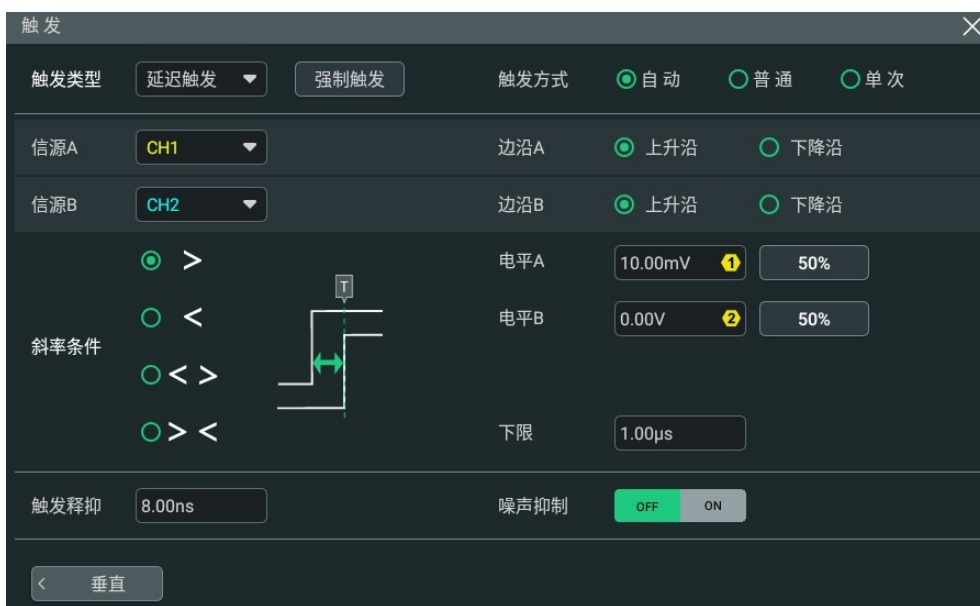 触发
触发类型 延迟触发 强制触发 触发方式 自动 普通 单次
信源A CH1 边沿A 上升沿 下降沿
信源B CH2 边沿B 上升沿 下降沿
> 电平A 10.00mV 1 50%
T
< 电平B 0.00V 2 50%
斜率条件
< >
> < 下限 1.00μs
触发释抑 8.00ns 噪声抑制 OFF ON
< 垂直